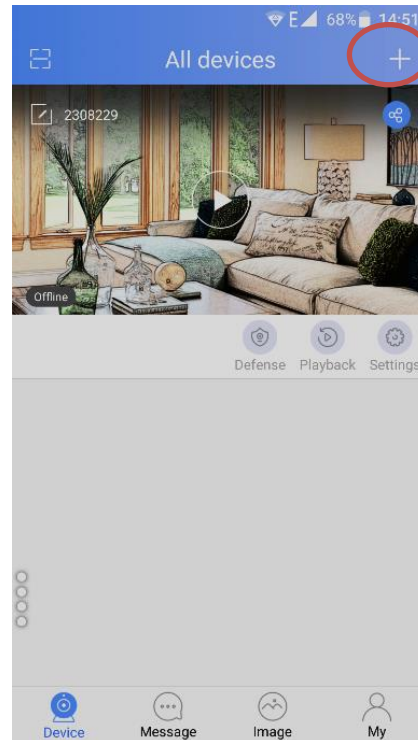 E 68% 14:51
All devices
2308229
Offline
Defense Playback Settings
Device Message Image My